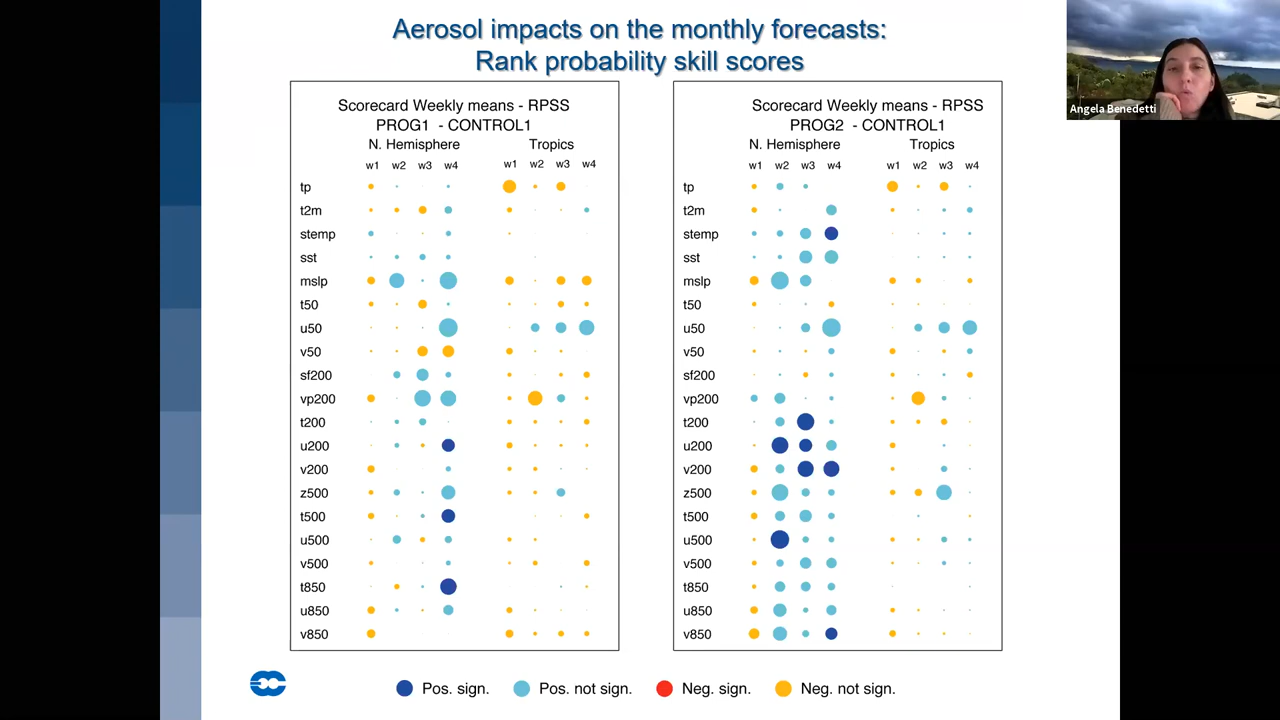 Aerosol impacts on the monthly forecasts:
Rank probability skill scores
Angela Benedetti
Scorecard Weekly means - RPSS
PROG1 - CONTROL1
N. Hemisphere Tropics
w1 w2 w3 w4 w1 w2 w3 w4
tp
t2m
stemp
sst
mslp
t50
u50
v50
sf200
vp200
t200
u200
v200
z500
t500
u500
v500
t850
u850
v850
Scorecard Weekly means - RPSS
PROG2 - CONTROL1
N. Hemisphere Tropics
w1 w2 w3 w4 w1 w2 w3 w4
tp
t2m
stemp
sst
mslp
t50
u50
v50
sf200
vp200
t200
u200
v200
z500
t500
u500
v500
t850
u850
v850
Pos. sign. Pos. not sign. Neg. sign. Neg. not sign.